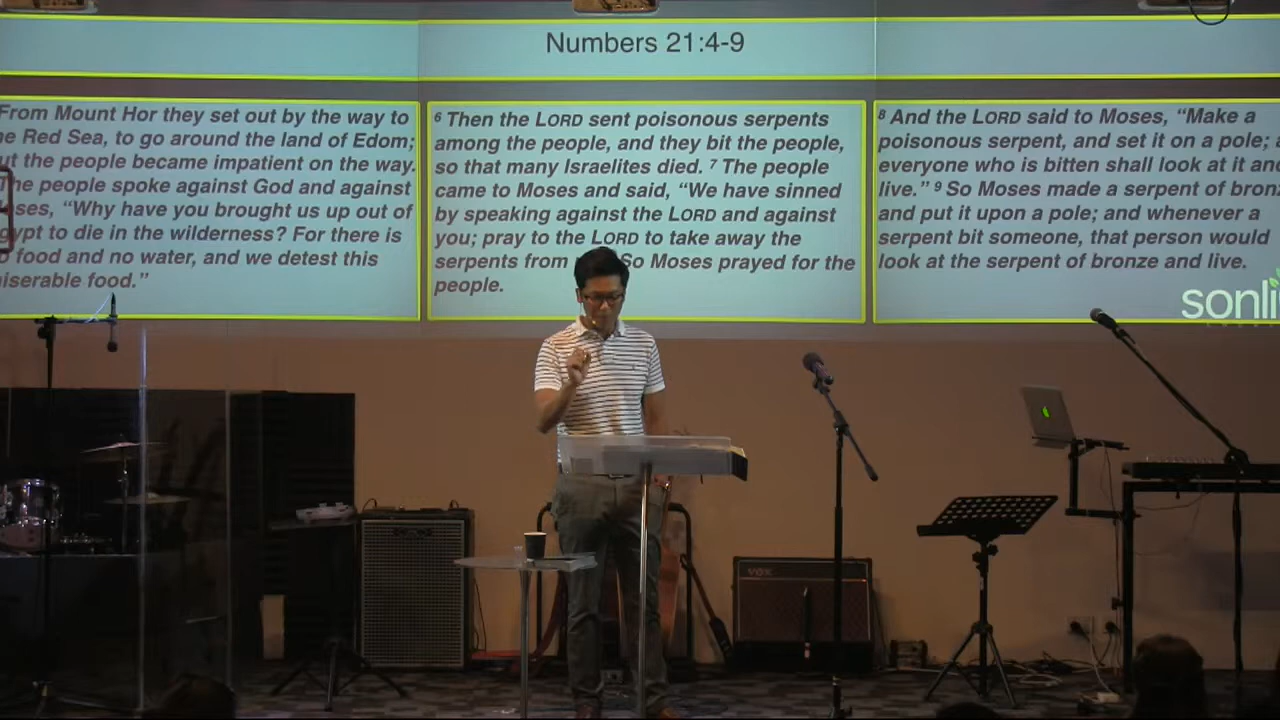 Numbers 21:4-9
From Mount Hor they set out by the way to
Red Sea, to go around the land of Edom;
the people became impatient on the way.
The people spoke against God and against
"Why have you brought us up out of
to die in the wilderness? For there is
food and no water, and we detest this
food."
6 Then the LORD sent poisonous serpents
among the people, and they bit the people,
so that many Israelites died. 7 The people
came to Moses and said, "We have sinned
by speaking against the LORD and against
you; pray to the LORD to take away the
serpents from So Moses prayed for the
people.
8 And the LORD said to Moses, "Make a
poisonous serpent, and set it on a pole;
everyone who is bitten shall look at it and
live." 9 So Moses made a serpent of
and put it upon a pole; and whenever a
serpent bit someone, that person would
look at the serpent of bronze and live.
VOX